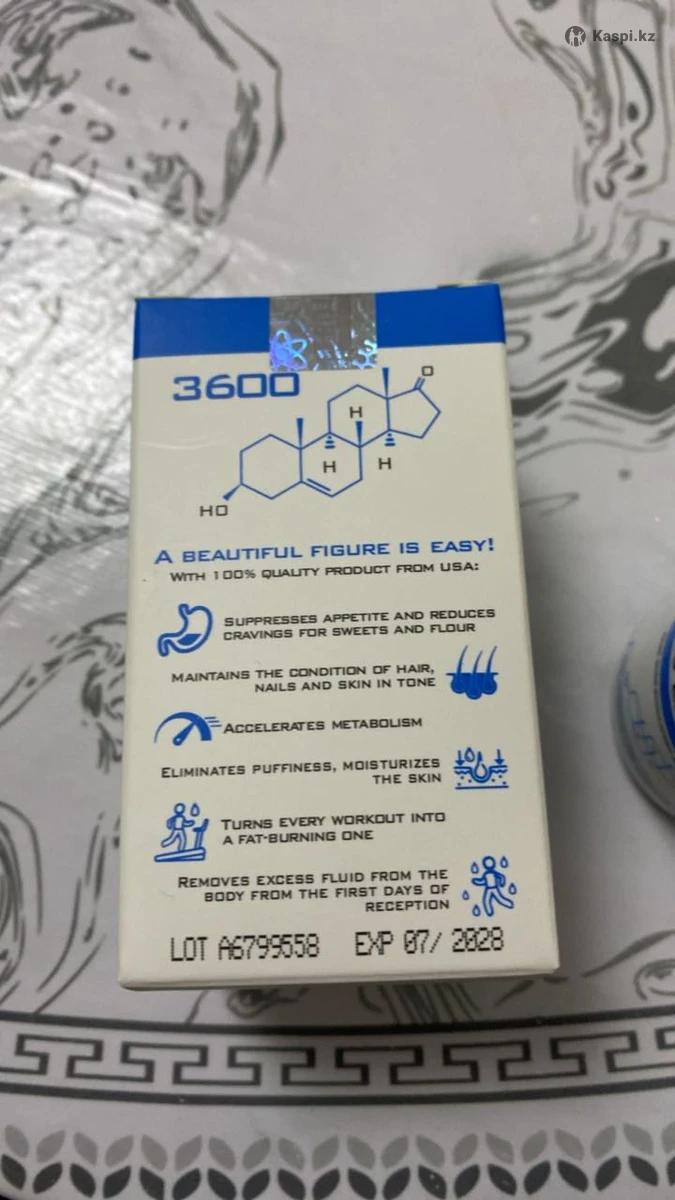 Kaspi.kz
3600
O
H
H
H
HO
A BEAUTIFUL FIGURE IS EASY!
WITH 100% QUALITY PRODUCT FROM USA:
SUPPRESSES APPETITE AND REDUCES
CRAVINGS FOR SWEETS AND FLOUR
MAINTAINS THE CONDITION OF HAIR,
NAILS AND SKIN IN TONE
ACCELERATES METABOLISM
ELIMINATES PUFFINESS, MOISTURIZES
THE SKIN
TURNS EVERY WORKOUT INTO
A FAT-BURNING ONE
REMOVES EXCESS FLUID FROM THE
BODY FROM THE FIRST DAYS OF
RECEPTION
LOT A6799558 EXP 07/ 2028